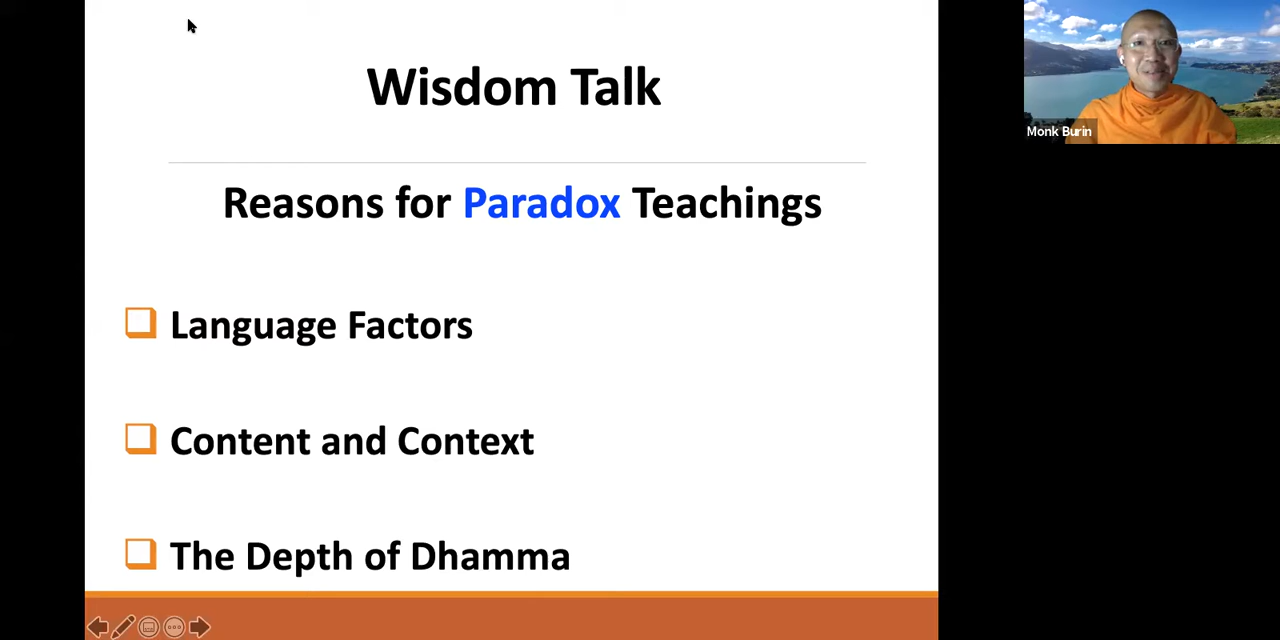 Wisdom Talk
Reasons for Paradox Teachings
Language Factors
Content and Context
The Depth of Dhamma
Monk Burin